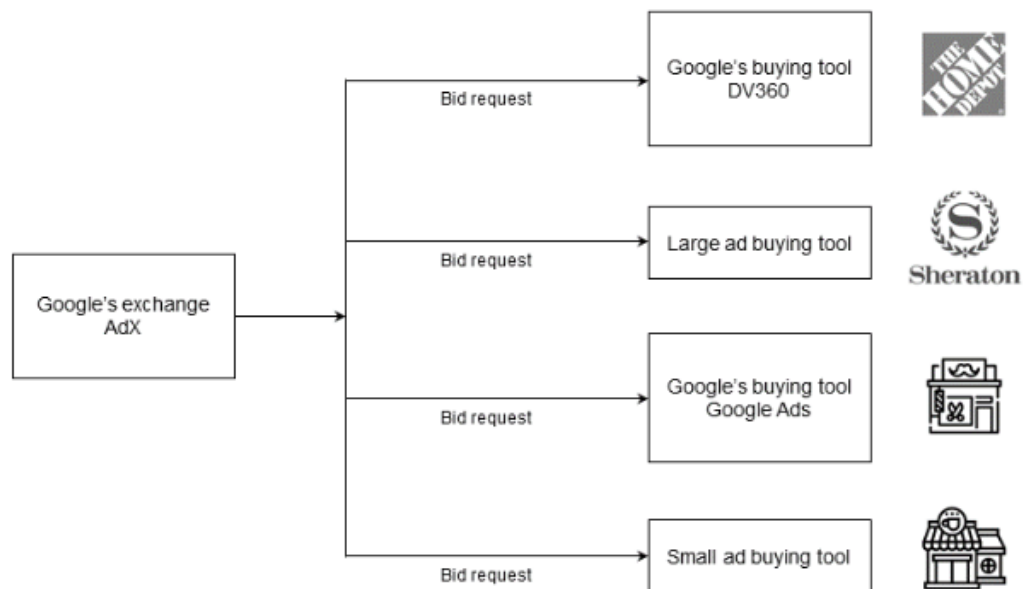 Google's buying tool
DV360
THE
HOME
DEPOT
Bid request
Large ad buying tool
S
Sheraton
Bid request
Google's exchange
AdX
Google's buying tool
Google Ads
Bid request
Small ad buying tool
Bid request